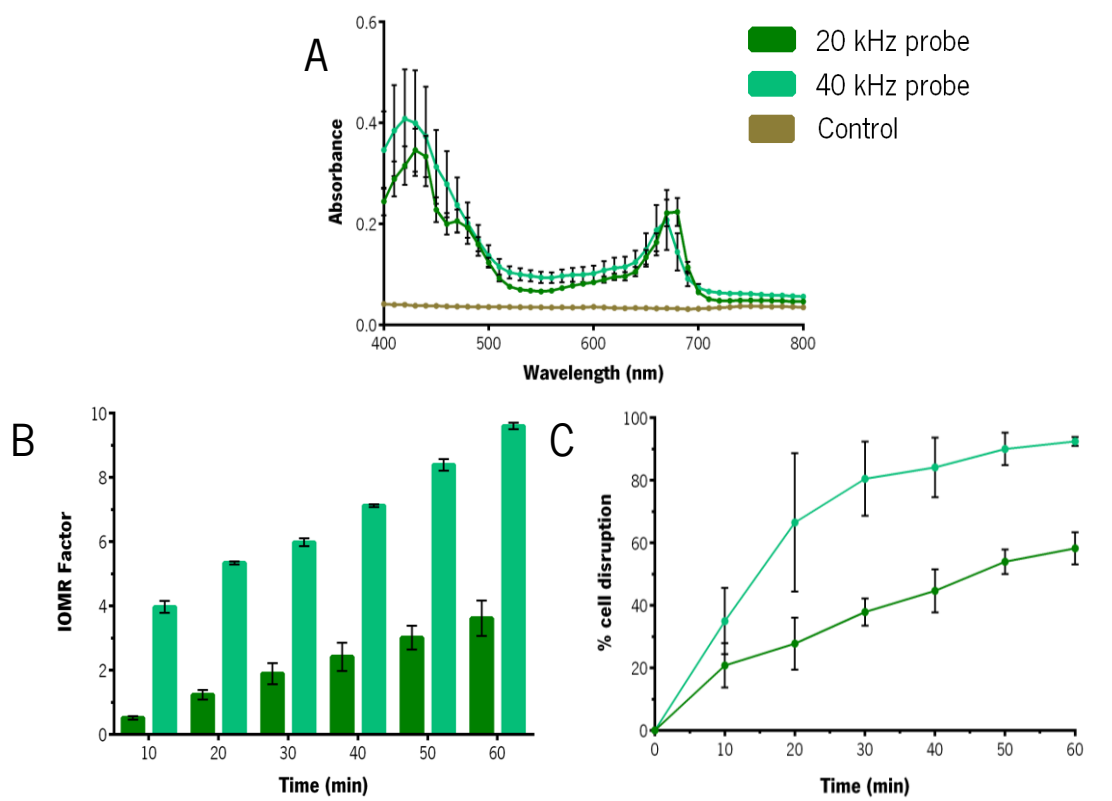 A
20 kHz probe
40 kHz probe
Control
0.6
0.4
0.2
0.0
Absorbance
400 500 600 700 800
Wavelength (nm)
B
10
8
6
4
2
0
IOMR Factor
10 20 30 40 50 60
Time (min)
C
100
80
60
40
20
0
% cell disruption
0 10 20 30 40 50 60
Time (min)